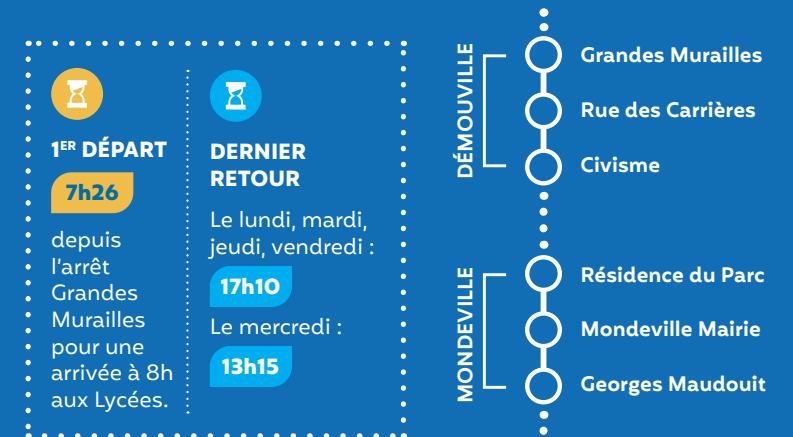 1ER DÉPART
7h26
depuis
l'arrêt
Grandes
Murailles
pour une
arrivée à 8h
aux Lycées.
DERNIER
RETOUR
Le lundi, mardi,
jeudi, vendredi :
17h10
Le mercredi :
13h15
DÉMOUVILLE
Grandes Murailles
Rue des Carrières
Civisme
MONDEVILLE
Résidence du Parc
Mondeville Mairie
Georges Maudouit